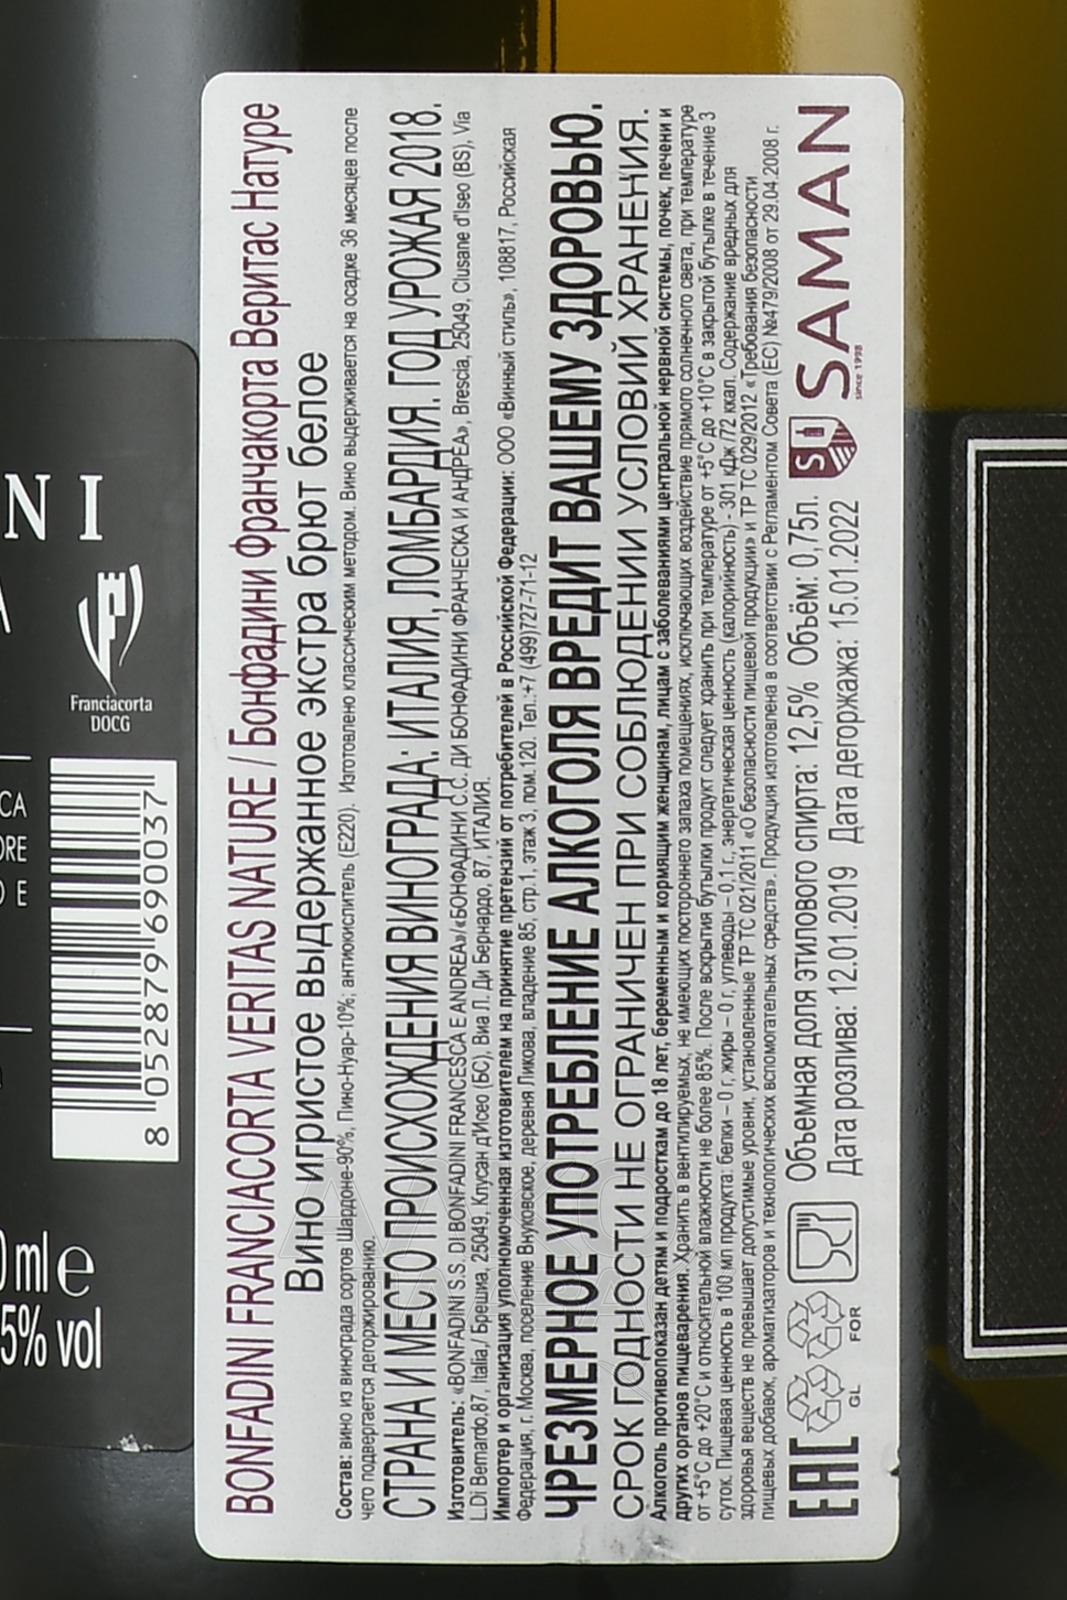 BONFADINI FRANCIACORTA VERITAS NATURE / Бонфадини Франчакорта Веритас Натуре
Вино игристое выдержанное экстра брют белое
Состав: вино из винограда сортов Шардоне-90%, Пино-Нуар-10%; антиокислитель (Е220). Изготовлено классическим методом. Вино выдерживается на осадке 36 месяцев после
чего подвергается дегоржированию.
СТРАНА И МЕСТО ПРОИСХОЖДЕНИЯ ВИНОГРАДА: ИТАЛИЯ, ЛОМБАРДИЯ. ГОД УРОЖАЯ 2018.
Изготовитель: «BONFADINI S.S. DI BONFADINI FRANCESCA E ANDREA»/«БОНФАДИНИ С.С. ДИ БОНФАДИНИ ФРАНЧЕСКА И АНДРЕА», Brescia, 25049, Clusane d'Iseo (BS), Via
L.Di Bernardo,87, Italia,/ Брешиа, 25049, Клусан д'Исео (БС), Виа Л. Ди Бернардо, 87, ИТАЛИЯ.
Импортер и организация уполномоченная изготовителем на принятие претензий от потребителей в Российской Федерации: ООО «Винный стиль», 108817, Российская
Федерация, г. Москва, поселение Внуковское, деревня Ликова, владение 85, стр.1, этаж 3, пом.120. Тел.:+7 (499)727-71-12
ЧРЕЗМЕРНОЕ УПОТРЕБЛЕНИЕ АЛКОГОЛЯ ВРЕДИТ ВАШЕМУ ЗДОРОВЬЮ.
СРОК ГОДНОСТИ НЕ ОГРАНИЧЕН ПРИ СОБЛЮДЕНИИ УСЛОВИЙ ХРАНЕНИЯ.
Алкоголь противопоказан детям и подросткам до 18 лет, беременным и кормящим женщинам, лицам с заболеваниями центральной нервной системы, почек, печени и
других органов пищеварения. Хранить в вентилируемых, не имеющих постороннего запаха помещениях, исключающих воздействие прямого солнечного света, при температуре
от +5°С до +20°С и относительной влажности не более 85%. После вскрытия бутылки продукт следует хранить при температуре от +5°С до +10°С в закрытой бутылке в течение 3
суток. Пищевая ценность в 100 мл продукта: белки – 0 г, жиры – 0 г, углеводы – 0,1 г., энергетическая ценность (калорийность) - 301 кДж /72 ккал. Содержание вредных для
здоровья веществ не превышает допустимые уровни, установленные ТР ТС 021/2011 «О безопасности пищевой продукции» и ТР ТС 029/2012 «Требования безопасности
пищевых добавок, ароматизаторов и технологических вспомогательных средств». Продукция изготовлена в соответствии с Регламентом Совета (ЕС) №479/2008 от 29.04.2008 г.
EAC
GL
FOR
Объемная доля этилового спирта: 12,5% Объём: 0,75л.
Дата розлива: 12.01.2019 Дата дегоржажа: 15.01.2022
SAMAN
since 1998
NI
A
Franciacorta
DOCG
CA
ORE
O E
8 052879 690037
0 ml e
5% vol